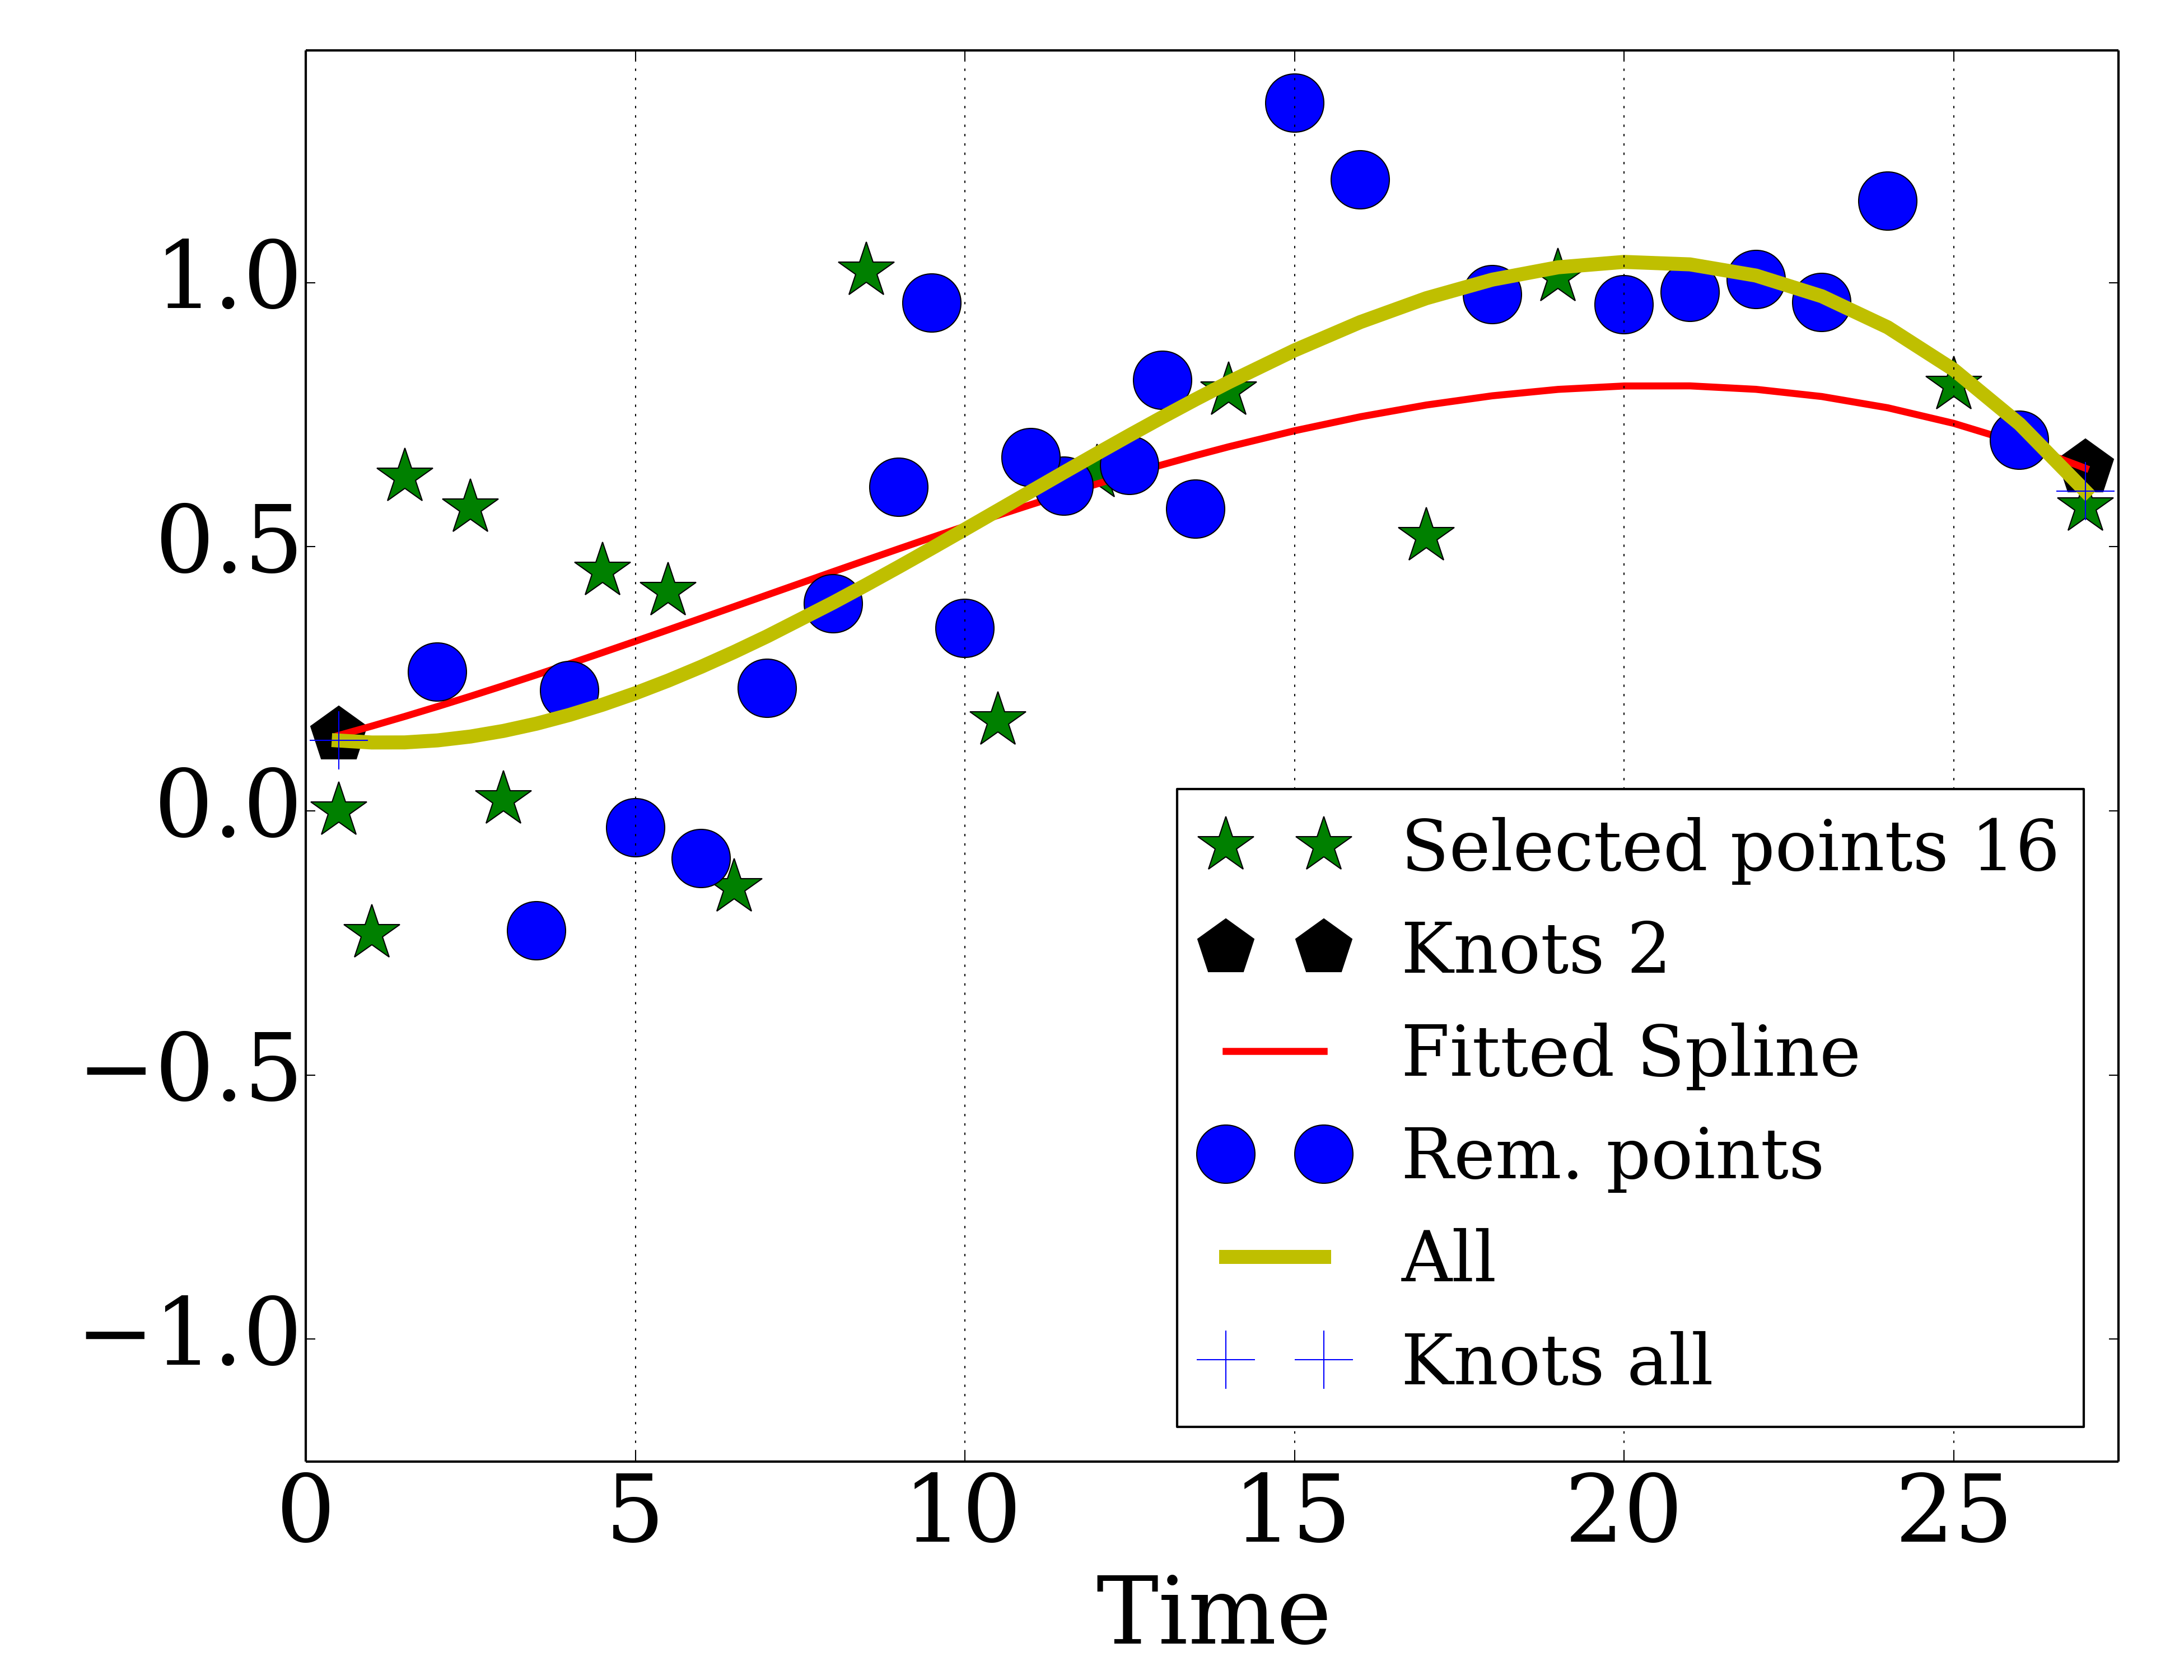 1.0
0.5
0.0
−0.5
−1.0
0 5 10 15 20 25
Time
Selected points 16
Knots 2
Fitted Spline
Rem. points
All
Knots all